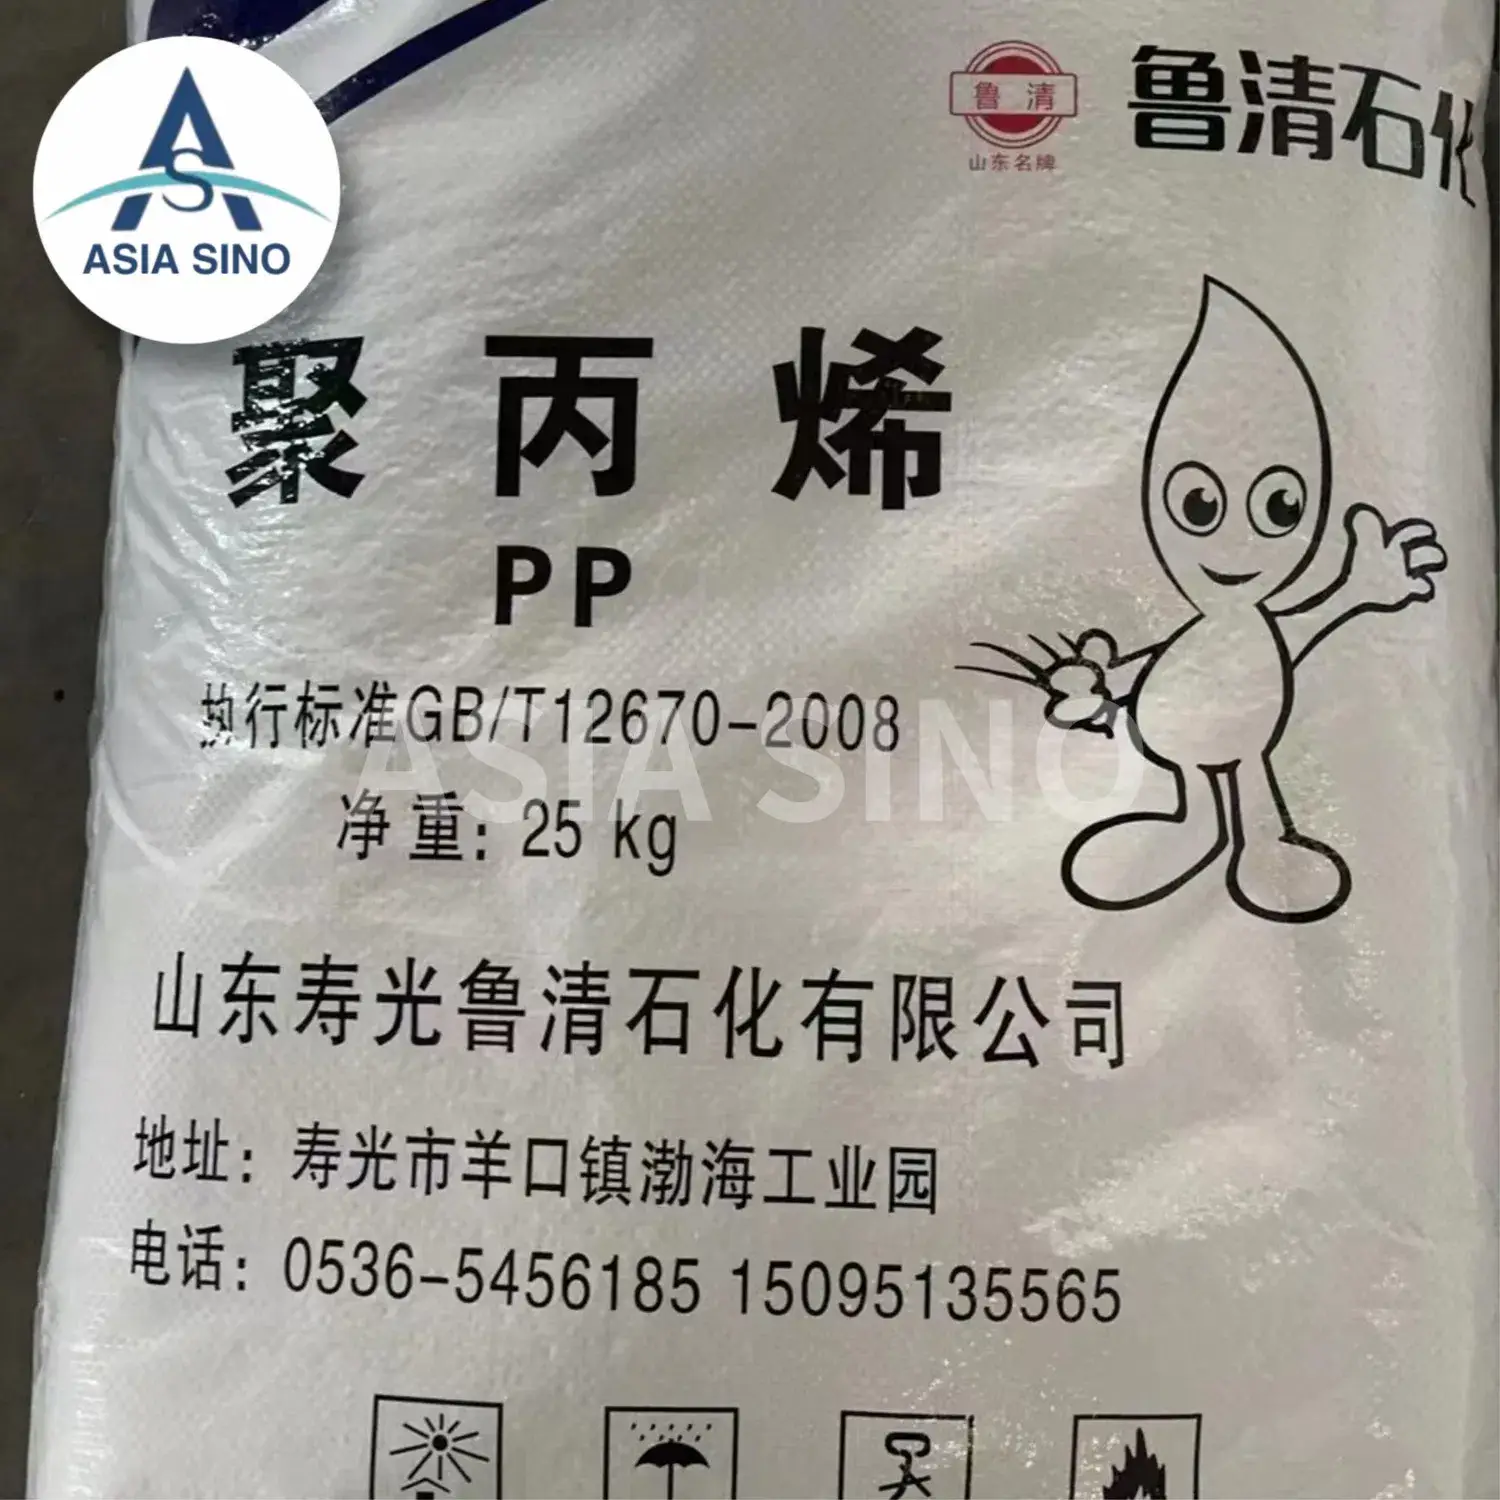 鲁清
山东名牌
鲁清石化
ASIA SINO
聚丙烯
PP
执行标准GB/T12670-2008
ASIA SINO
净重: 25 kg
山东寿光鲁清石化有限公司
地址: 寿光市羊口镇渤海工业园
电话: 0536-5456185 15095135565